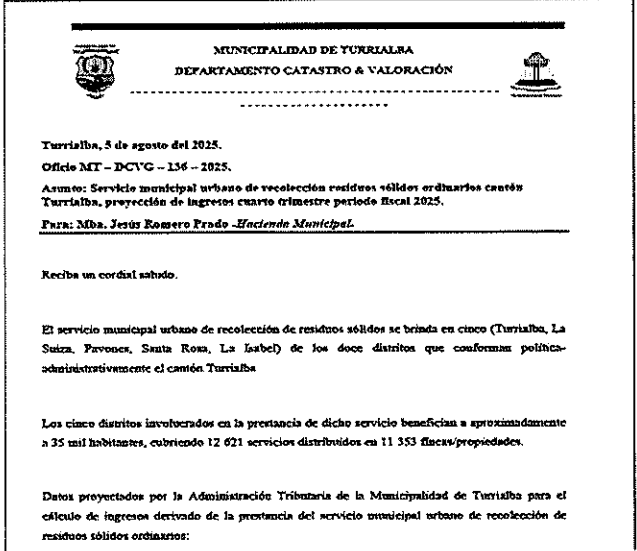 MUNICIPALIDAD DE TURRIALBA
DEPARTAMENTO CATASTRO & VALORACIÓN
Turrialba, 5 de agosto del 2025.
Oficio MT – DCVG – 136 – 2025.
Asunto: Servicio municipal urbano de recolección residuos sólidos ordinarios cantón
Turrialba, proyección de ingresos cuarto trimestre periodo fiscal 2025.
Para: Mba. Jesús Romero Prado -Hacienda Municipal-
Reciba un cordial saludo.
El servicio municipal urbano de recolección de residuos sólidos se brinda en cinco (Turrialba, La
Suiza, Pavones, Santa Rosa, La Isabel) de los doce distritos que conforman política-
administrativamente el cantón Turrialba
Los cinco distritos involucrados en la prestancia de dicho servicio benefician a aproximadamente
a 35 mil habitantes, cubriendo 12 621 servicios distribuidos en 11 353 fincas/propiedades.
Datos proyectados por la Administración Tributaria de la Municipalidad de Turrialba para el
cálculo de ingresos derivado de la prestancia del servicio municipal urbano de recolección de
residuos sólidos ordinarios: